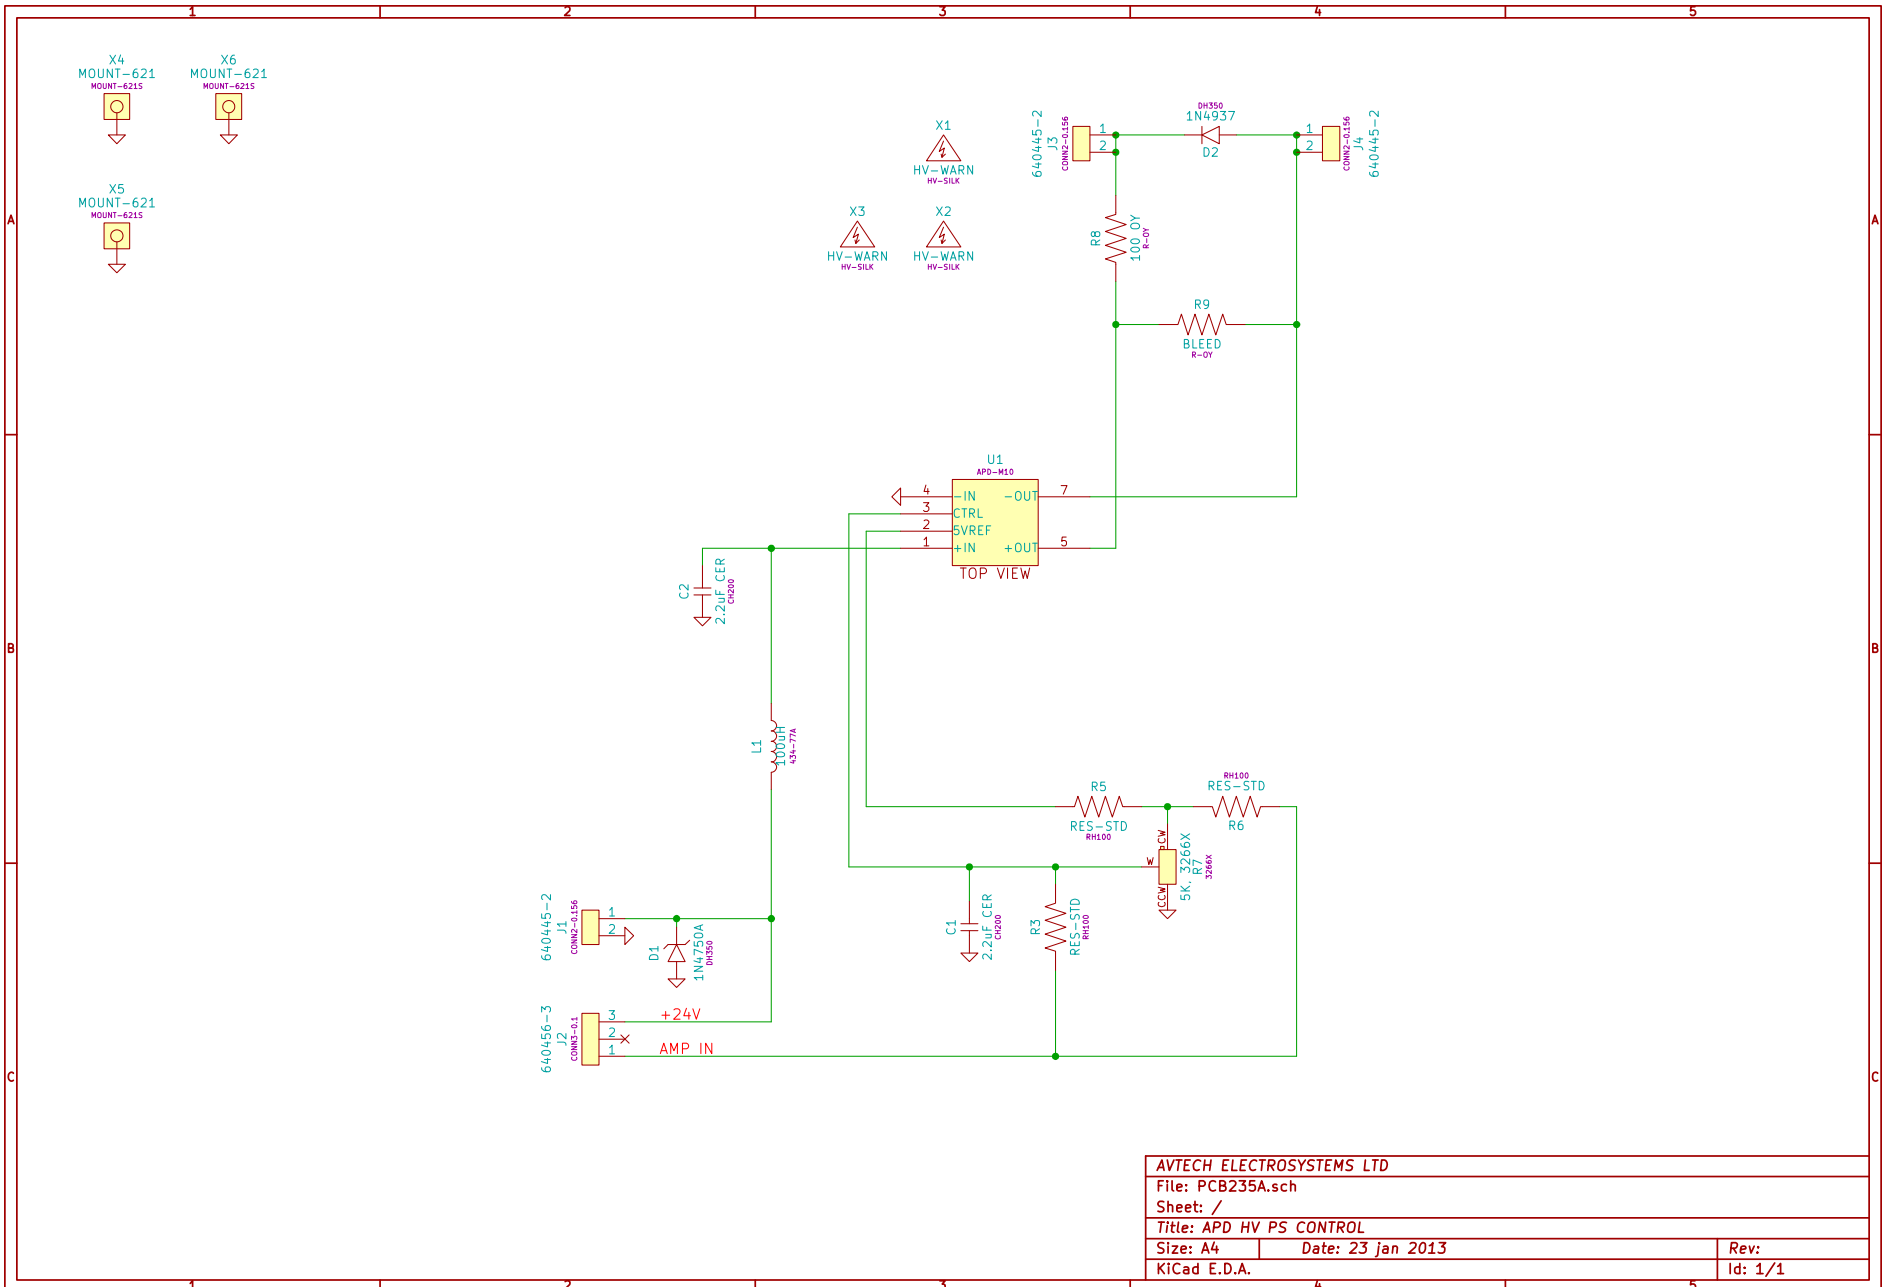 1 2 3 4 5
X4
MOUNT-621
MOUNT-621S
X6
MOUNT-621
MOUNT-621S
X5
MOUNT-621
MOUNT-621S
A
A
X1
HV-WARN
HV-SILK
X3
HV-WARN
HV-SILK
X2
HV-WARN
HV-SILK
640445-2
J3
CONN2-0.156
1
2
DH350
1N4937
D2
1
2
CONN2-0.156
J4
640445-2
R8
100 OY
R-OY
R9
BLEED
R-OY
U1
APD-M10
4 -IN -OUT 7
3 CTRL
2 5VREF
1 +IN +OUT 5
TOP VIEW
C2
2.2uF CER
CH200
B
B
L1
100uH
434-77A
R5
RES-STD
RH100
RH100
RES-STD
R6
CW
W
CCW
5K, 3266X
R7
3266X
C1
2.2uF CER
CH200
R3
RES-STD
RH100
640445-2
J1
CONN2-0.156
1
2
D1
1N4750A
DH350
640456-3
J2
CONN3-0.1
3 +24V
2
1 AMP IN
C
C
AVTECH ELECTROSYSTEMS LTD
File: PCB235A.sch
Sheet: /
Title: APD HV PS CONTROL
Size: A4 Date: 23 jan 2013 Rev:
KiCad E.D.A. Id: 1/1
1 2 3 4 5